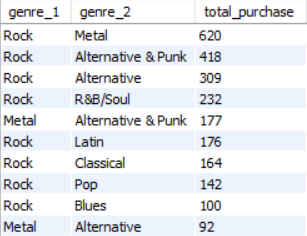 genre_1 genre_2 total_purchase
Rock Metal 620
Rock Alternative & Punk 418
Rock Alternative 309
Rock R&B/Soul 232
Metal Alternative & Punk 177
Rock Latin 176
Rock Classical 164
Rock Pop 142
Rock Blues 100
Metal Alternative 92